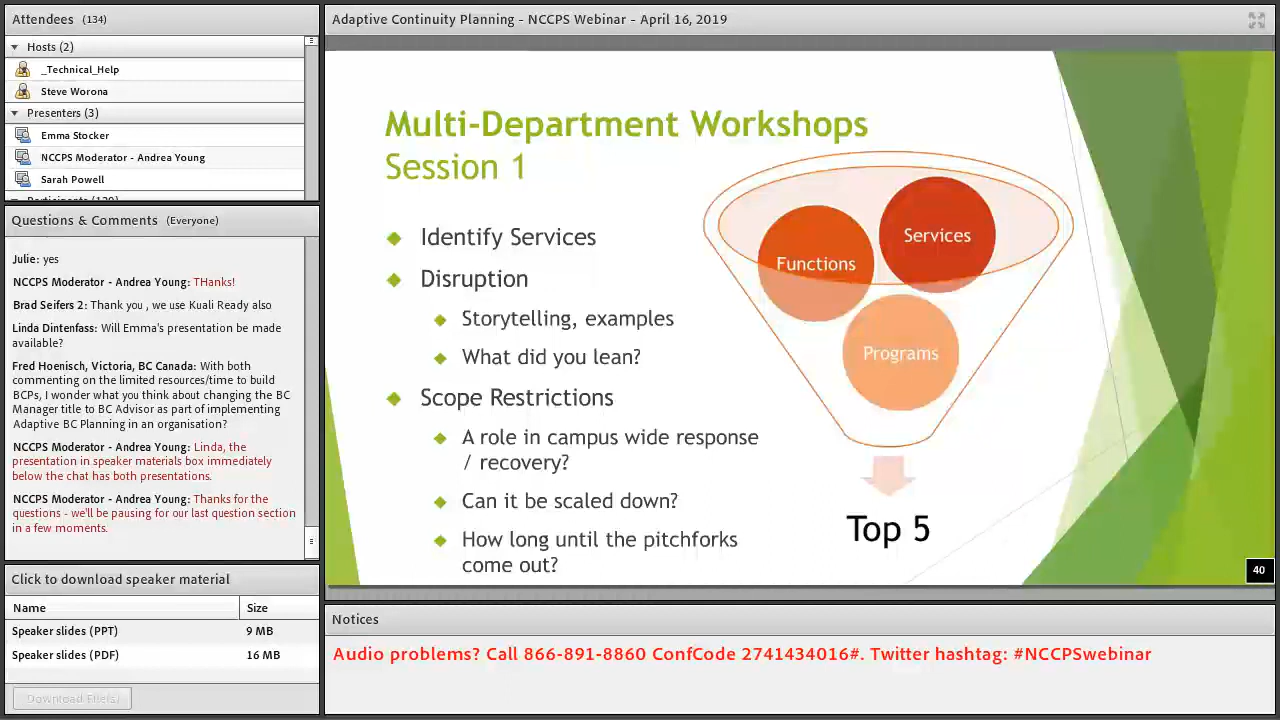 Attendees (134)
Hosts (2)
_Technical_Help
Steve Worona
Presenters (3)
Emma Stocker
NCCPS Moderator - Andrea Young
Sarah Powell
Questions & Comments (Everyone)
Julie: yes
NCCPS Moderator - Andrea Young: THanks!
Brad Seifers 2: Thank you , we use Kuali Ready also
Linda Dintenfass: Will Emma's presentation be made
available?
Fred Hoenisch, Victoria, BC Canada: With both
commenting on the limited resources/time to build
BCPs, I wonder what you think about changing the BC
Manager title to BC Advisor as part of implementing
Adaptive BC Planning in an organisation?
NCCPS Moderator - Andrea Young: Linda, the
presentation in speaker materials box immediately
below the chat has both presentations.
NCCPS Moderator - Andrea Young: Thanks for the
questions - we'll be pausing for our last question section
in a few moments.
Click to download speaker material
Name Size
Speaker slides (PPT) 9 MB
Speaker slides (PDF) 16 MB
Download File(s)
Adaptive Continuity Planning - NCCPS Webinar - April 16, 2019
Multi-Department Workshops
Session 1
Identify Services
Disruption
Storytelling, examples
What did you lean?
Scope Restrictions
A role in campus wide response
/ recovery?
Can it be scaled down?
How long until the pitchforks
come out?
Services
Functions
Programs
Top 5
40
Notices
Audio problems? Call 866-891-8860 ConfCode 2741434016#. Twitter hashtag: #NCCPSwebinar